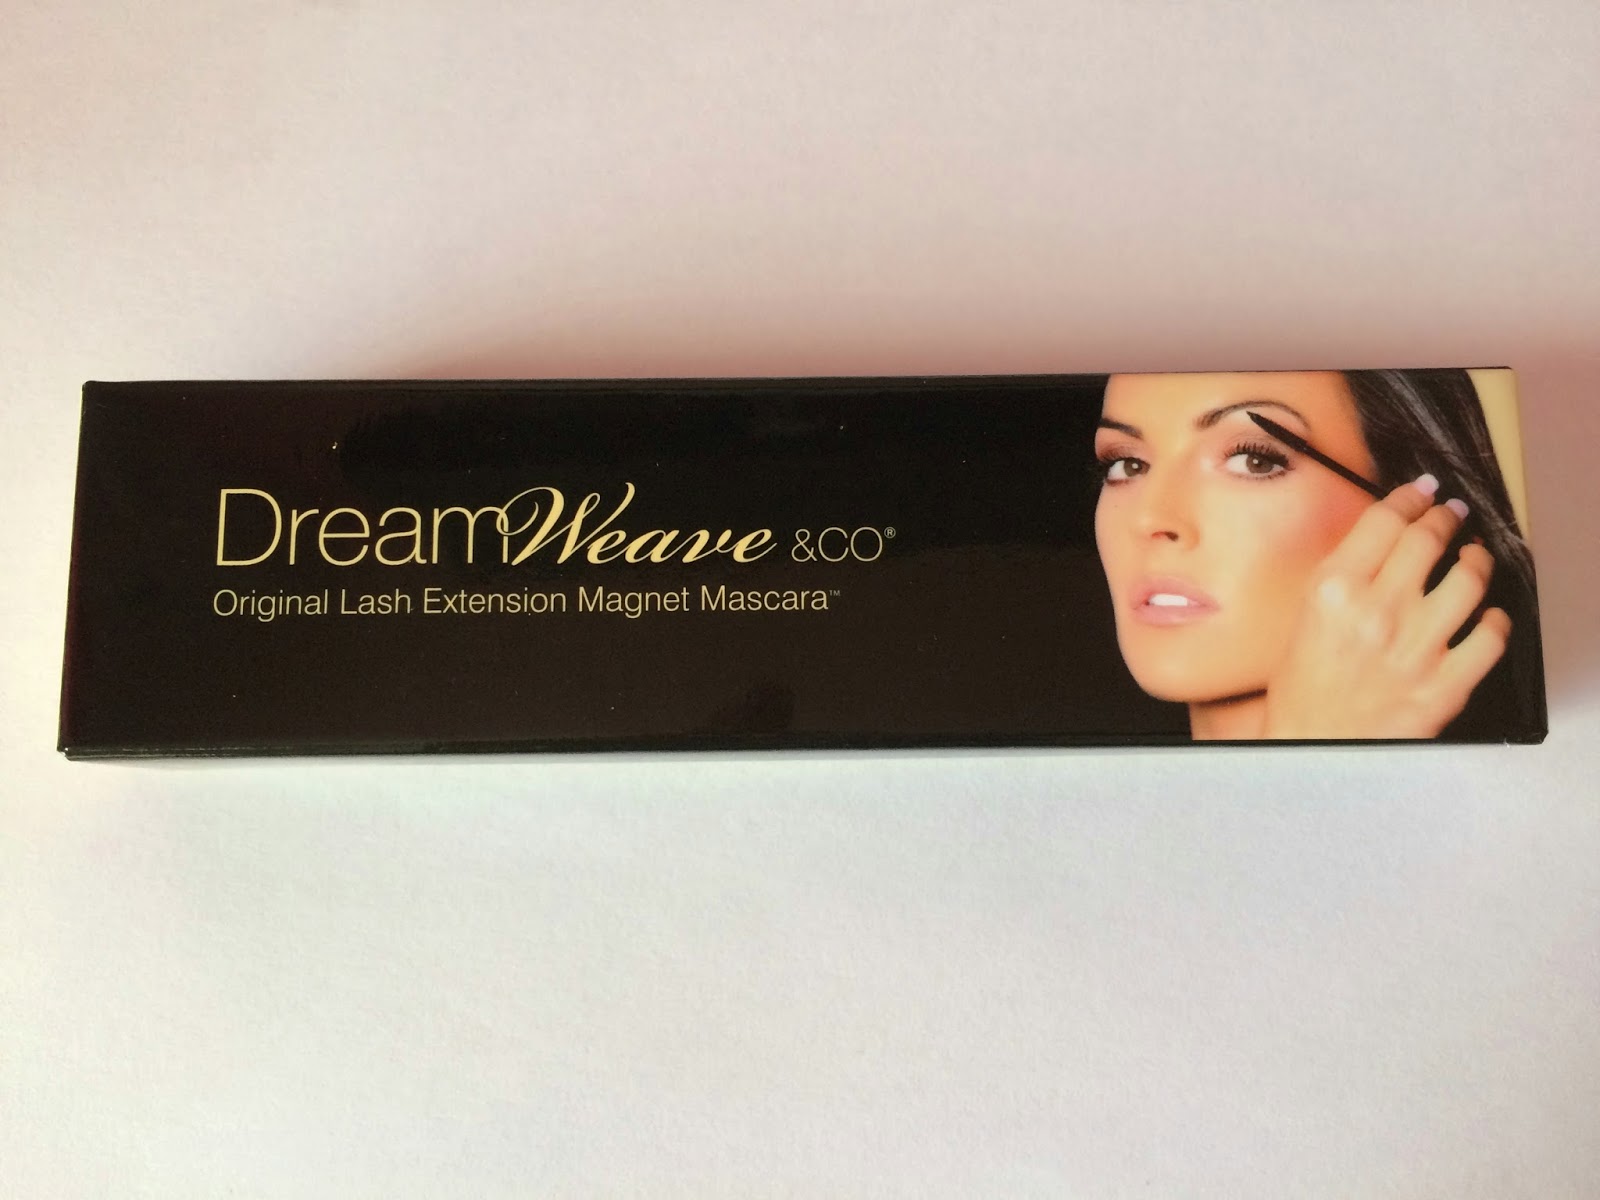 DreamWeave &CO®
Original Lash Extension Magnet Mascara™